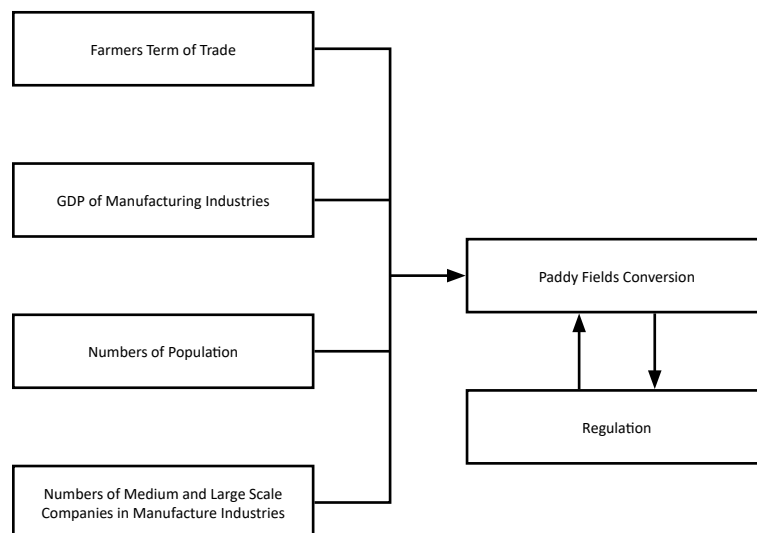 Farmers Term of Trade
GDP of Manufacturing Industries
Paddy Fields Conversion
Numbers of Population
Regulation
Numbers of Medium and Large Scale
Companies in Manufacture Industries